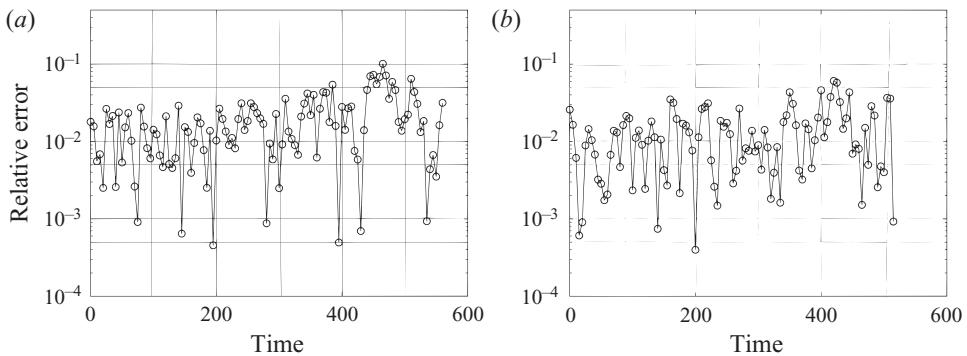 (a) (b)
10⁻¹ 10⁻¹
Relative error
10⁻² 10⁻²
10⁻³ 10⁻³
10⁻⁴ 10⁻⁴
0 200 400 600 0 200 400 600
Time Time